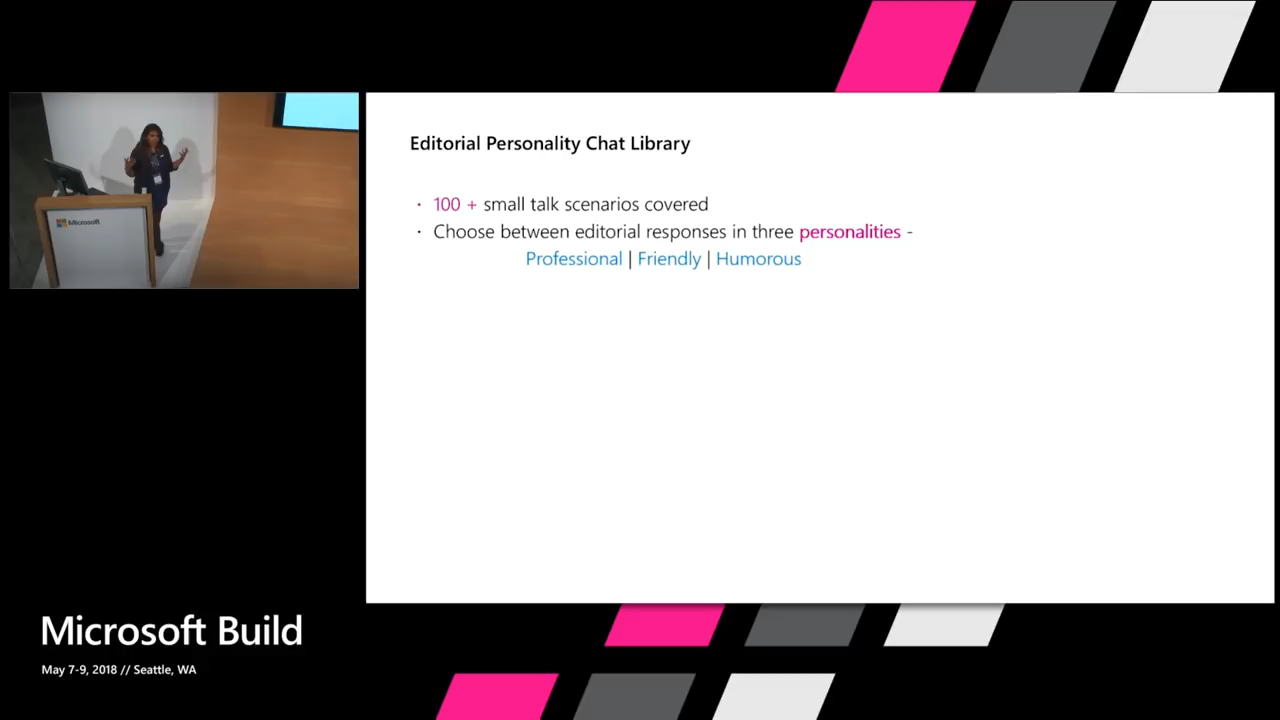 Microsoft
Editorial Personality Chat Library
· 100 + small talk scenarios covered
· Choose between editorial responses in three personalities -
Professional | Friendly | Humorous
Microsoft Build
May 7-9, 2018 // Seattle, WA